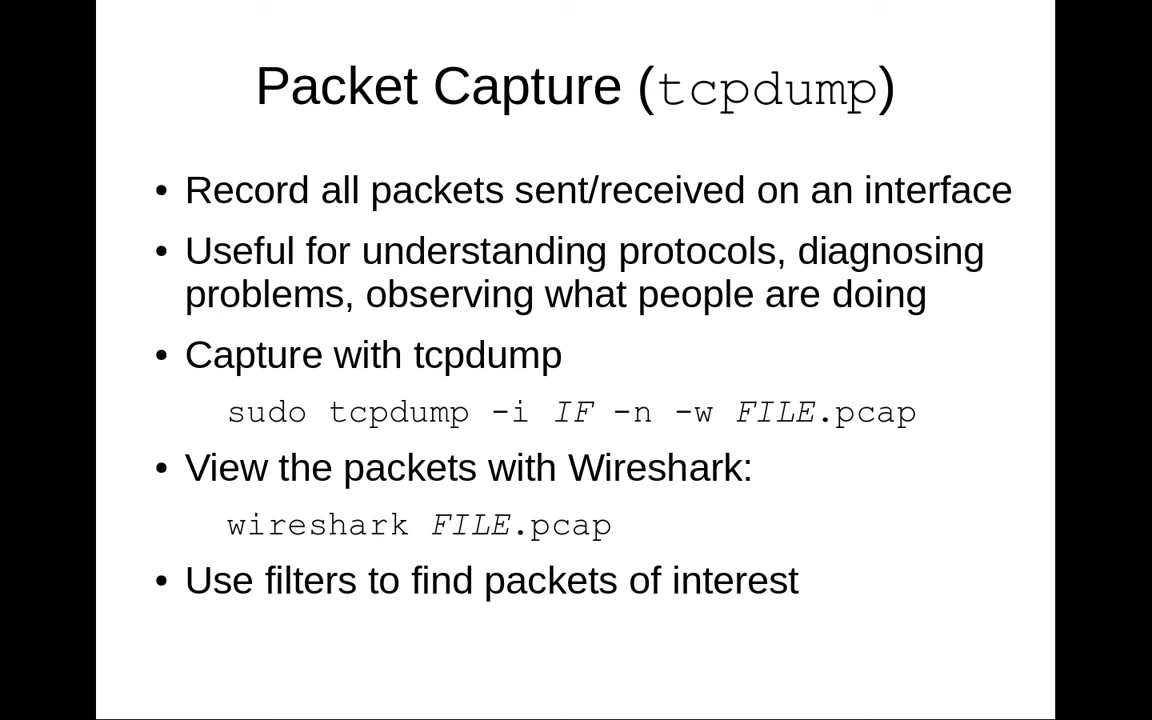 Packet Capture (tcpdump)
• Record all packets sent/received on an interface
• Useful for understanding protocols, diagnosing
problems, observing what people are doing
• Capture with tcpdump
sudo tcpdump -i IF -n -w FILE.pcap
• View the packets with Wireshark:
wireshark FILE.pcap
• Use filters to find packets of interest